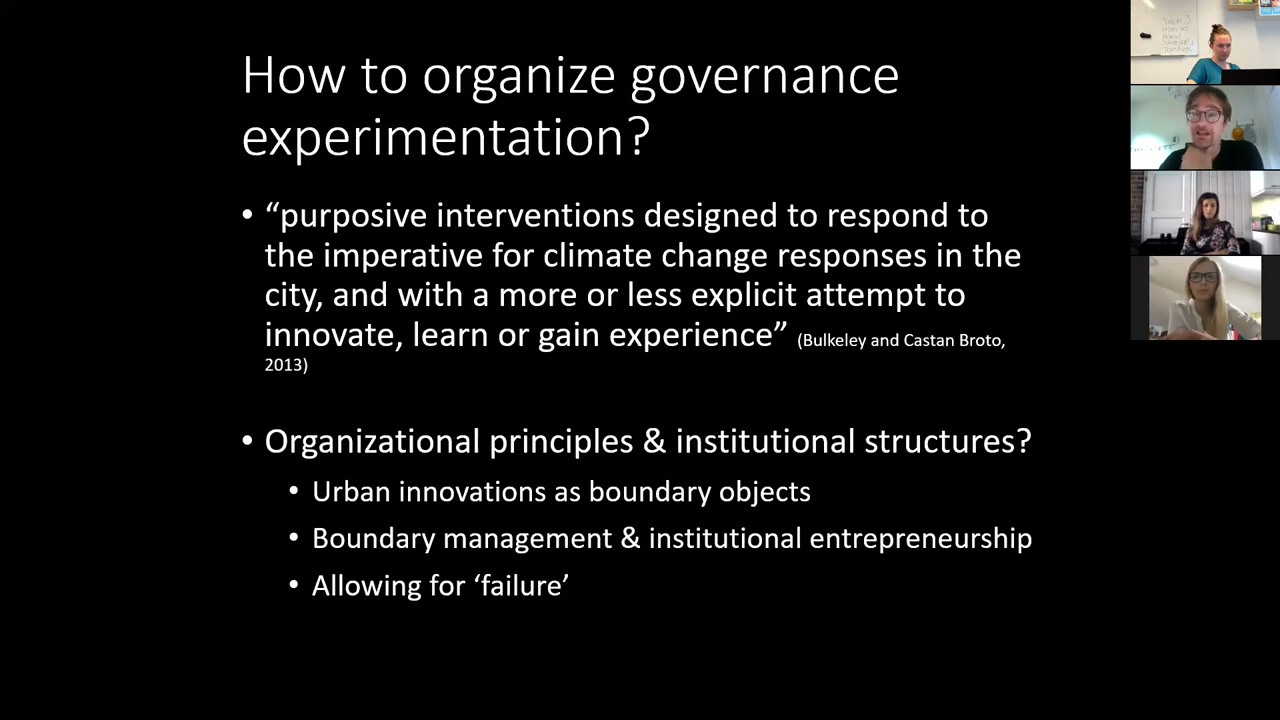 How to organize governance
experimentation?
• “purposive interventions designed to respond to
the imperative for climate change responses in the
city, and with a more or less explicit attempt to
innovate, learn or gain experience” (Bulkeley and Castan Broto,
2013)
• Organizational principles & institutional structures?
• Urban innovations as boundary objects
• Boundary management & institutional entrepreneurship
• Allowing for ‘failure’